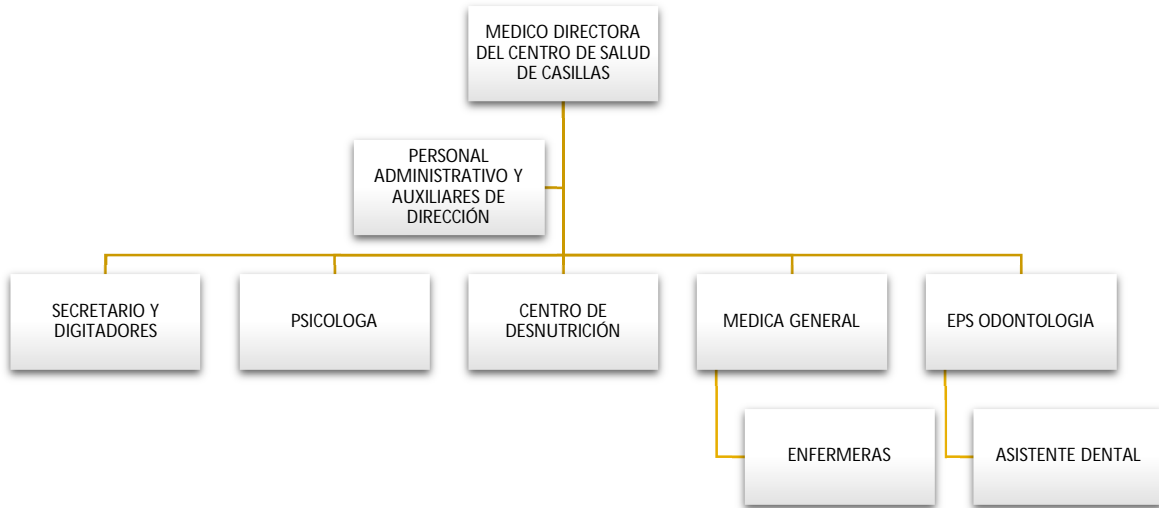 MEDICO DIRECTORA
DEL CENTRO DE SALUD
DE CASILLAS
PERSONAL
ADMINISTRATIVO Y
AUXILIARES DE
DIRECCIÓN
SECRETARIO Y
DIGITADORES
PSICOLOGA
CENTRO DE
DESNUTRICIÓN
MEDICA GENERAL
EPS ODONTOLOGIA
ENFERMERAS
ASISTENTE DENTAL